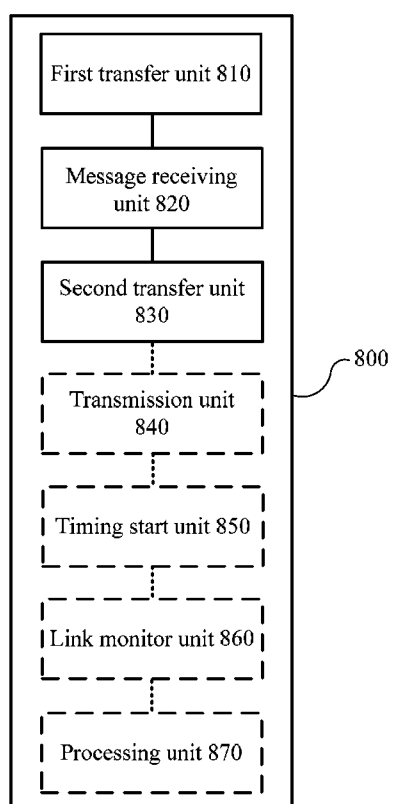 First transfer unit 810
Message receiving
unit 820
Second transfer unit
830
800
Transmission unit
840
Timing start unit 850
Link monitor unit 860
Processing unit 870